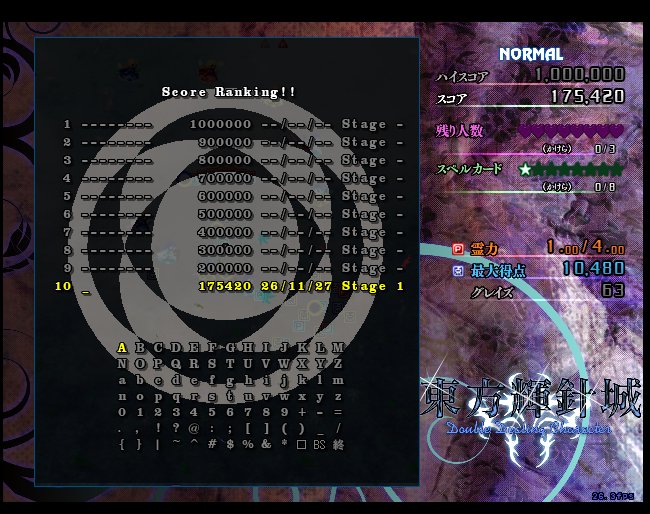 Score Ranking!!
1 -------- 1000000 --/--/-- Stage -
2 -------- 900000 --/--/-- Stage -
3 -------- 800000 --/--/-- Stage -
4 -------- 700000 --/--/-- Stage -
5 -------- 600000 --/--/-- Stage -
6 -------- 500000 --/--/-- Stage -
7 -------- 400000 --/--/-- Stage -
8 -------- 300000 --/--/-- Stage -
9 -------- 200000 --/--/-- Stage -
10 _ 175420 26/11/27 Stage 1
A B C D E F G H I J K L M
N O P Q R S T U V W X Y Z
a b c d e f g h i j k l m
n o p q r s t u v w x y z
0 1 2 3 4 5 6 7 8 9 + - =
. , ! ? @ : ; [ ] ( ) _ /
{ } | ~ ^ # $ % & * □ BS 終
NORMAL
ハイスコア 1,000,000
スコア 175,420
残り人数
(かけら) 0/3
スペルカード
(かけら) 0/8
P 霊力 1.00/4.00
最大得点 10,480
グレイズ 63
東方輝針城
Double Dealing Character
26.3fps